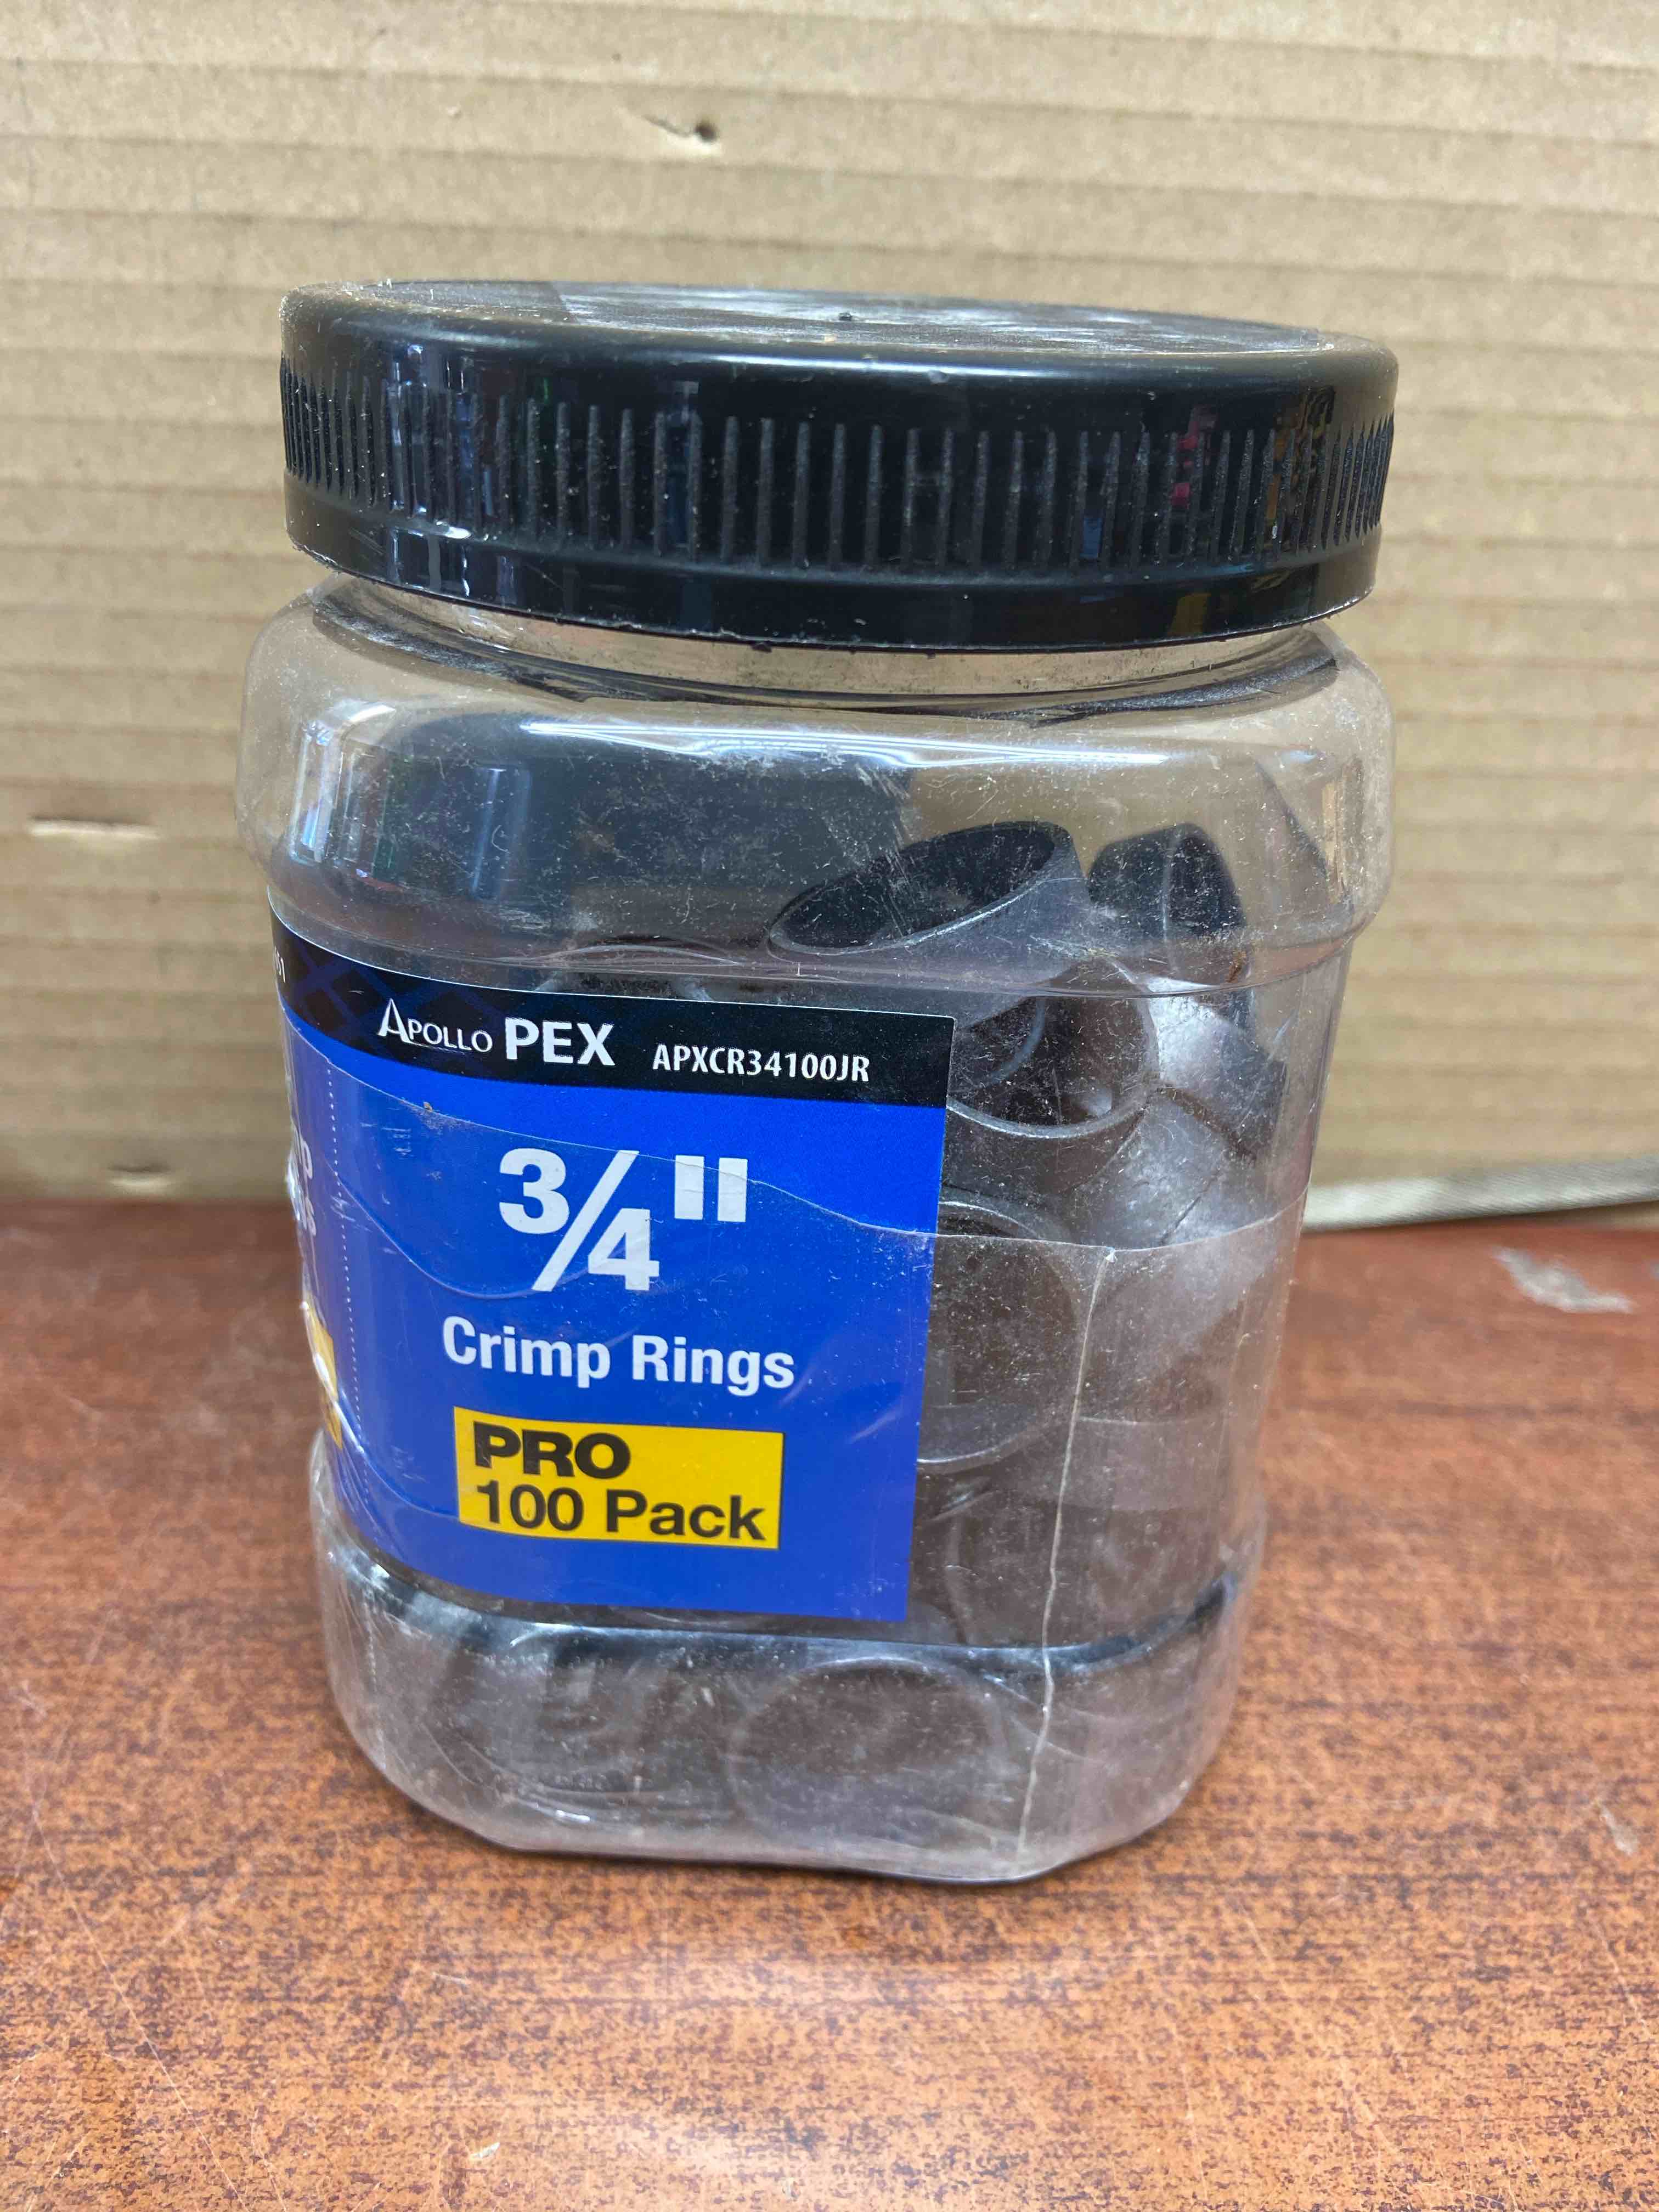 APOLLO PEX APXCR34100JR
3/4"
Crimp Rings
PRO
100 Pack